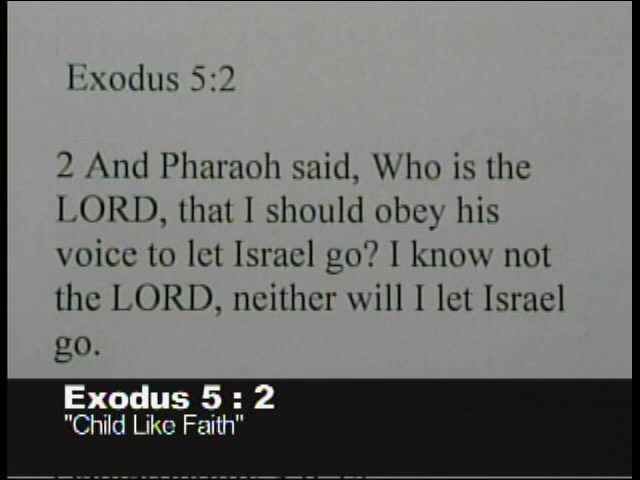 Exodus 5:2
2 And Pharaoh said, Who is the
LORD, that I should obey his
voice to let Israel go? I know not
the LORD, neither will I let Israel
go.
Exodus 5 : 2
"Child Like Faith"